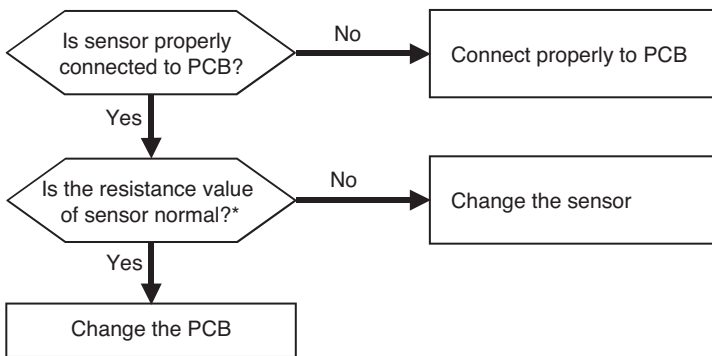 Is sensor properly
connected to PCB?
No
Connect properly to PCB
Yes
Is the resistance value
of sensor normal?*
No
Change the sensor
Yes
Change the PCB